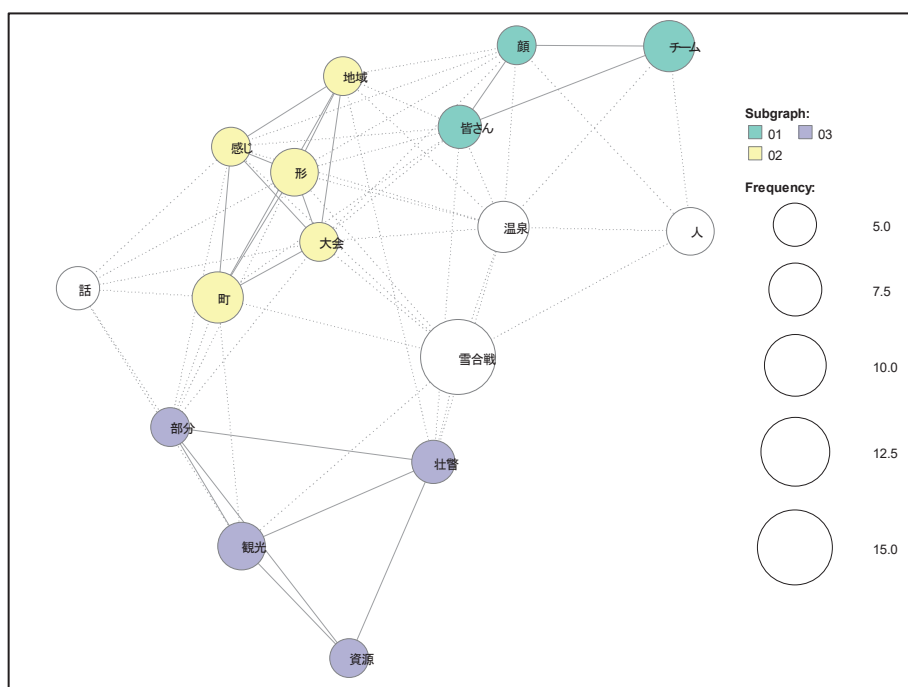 顔
チーム
地域
皆さん
感じ
形
温泉
人
大会
話
町
雪合戦
部分
壮瞥
観光
資源
Subgraph:
01 03
02
Frequency:
5.0
7.5
10.0
12.5
15.0